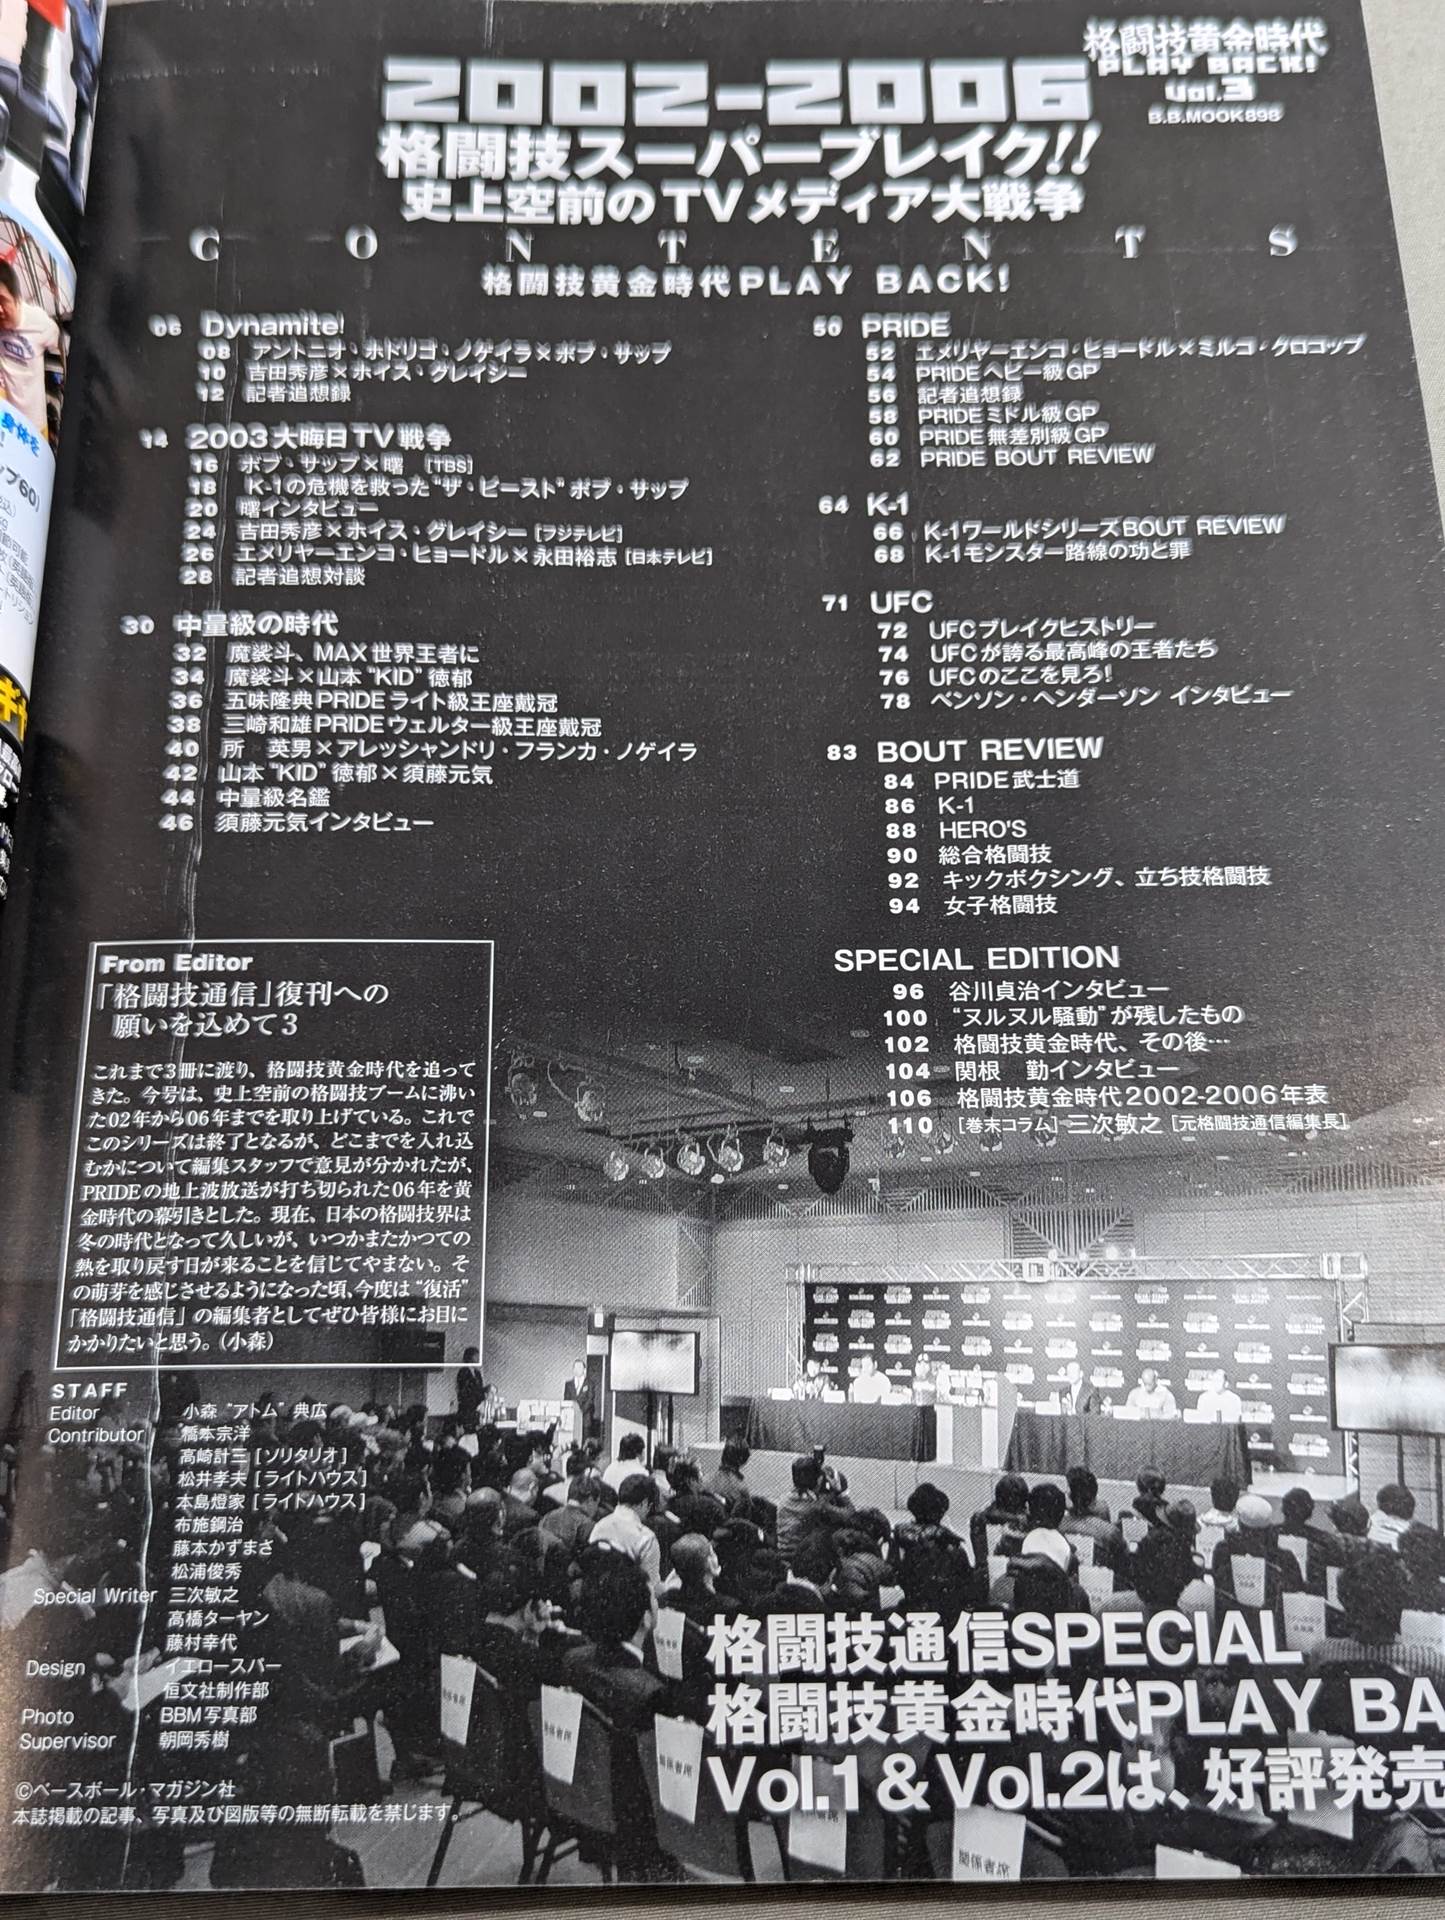 格闘技黄金時代
PLAY BACK!
Vol.3
B.B.MOOK898
2002-2006
格闘技スーパーブレイク!!
史上空前のTVメディア大戦争
CONTENTS
格闘技黄金時代PLAY BACK!
06 Dynamite!
08 アントニオ・ホドリゴ・ノゲイラ×ボブ・サップ
10 吉田秀彦×ホイス・グレイシー
12 記者追想録
14 2003大晦日TV戦争
16 ボブ・サップ×曙 [TBS]
18 K-1の危機を救った“ザ・ビースト”ボブ・サップ
20 曙インタビュー
24 吉田秀彦×ホイス・グレイシー [フジテレビ]
26 エメリヤーエンコ・ヒョードル×永田裕志 [日本テレビ]
28 記者追想対談
30 中量級の時代
32 魔裟斗、MAX世界王者に
34 魔裟斗×山本“KID”徳郁
36 五味隆典PRIDEライト級王座戴冠
38 三崎和雄PRIDEウェルター級王座戴冠
40 所 英男×アレッシャンドリ・フランカ・ノゲイラ
42 山本“KID”徳郁×須藤元気
44 中量級名鑑
46 須藤元気インタビュー
50 PRIDE
52 エメリヤーエンコ・ヒョードル×ミルコ・クロコップ
54 PRIDEヘビー級GP
56 記者追想録
58 PRIDEミドル級GP
60 PRIDE無差別級GP
62 PRIDE BOUT REVIEW
64 K-1
66 K-1ワールドシリーズBOUT REVIEW
68 K-1モンスター路線の功と罪
71 UFC
72 UFCブレイクヒストリー
74 UFCが誇る最高峰の王者たち
76 UFCのここを見ろ!
78 ベンソン・ヘンダーソン インタビュー
83 BOUT REVIEW
84 PRIDE武士道
86 K-1
88 HERO'S
90 総合格闘技
92 キックボクシング、立ち技格闘技
94 女子格闘技
SPECIAL EDITION
96 谷川貞治インタビュー
100 “ヌルヌル騒動”が残したもの
102 格闘技黄金時代、その後…
104 関根 勤インタビュー
106 格闘技黄金時代2002-2006年表
110 [巻末コラム] 三次敏之 [元格闘技通信編集長]
From Editor
「格闘技通信」復刊への
願いを込めて3
これまで3冊に渡り、格闘技黄金時代を追って
きた。今号は、史上空前の格闘技ブームに沸い
た02年から06年までを取り上げている。これで
このシリーズは終了となるが、どこまでを入れ込
むかについて編集スタッフで意見が分かれたが、
PRIDEの地上波放送が打ち切られた06年を黄
金時代の幕引きとした。現在、日本の格闘技界は
冬の時代となって久しいが、いつかまたかつての
熱を取り戻す日が来ることを信じてやまない。そ
の萌芽を感じさせるようになった頃、今度は“復活”
「格闘技通信」の編集者としてぜひ皆様にお目に
かかりたいと思う。(小森)
STAFF
Editor 小森“アトム”典広
Contributor 橋本宗洋
高崎計三 [ソリタリオ]
松井孝夫 [ライトハウス]
本島燈家 [ライトハウス]
布施鋼治
藤本かずまさ
松浦俊秀
Special Writer 三次敏之
高橋ターヤン
藤村幸代
Design イエロースパー
恒文社制作部
Photo BBM写真部
Supervisor 朝岡秀樹
©ベースボール・マガジン社
本誌掲載の記事、写真及び図版等の無断転載を禁じます。
格闘技通信SPECIAL
格闘技黄金時代PLAY BA
Vol.1&Vol.2は、好評発売
関係者席
身体を
プ60)